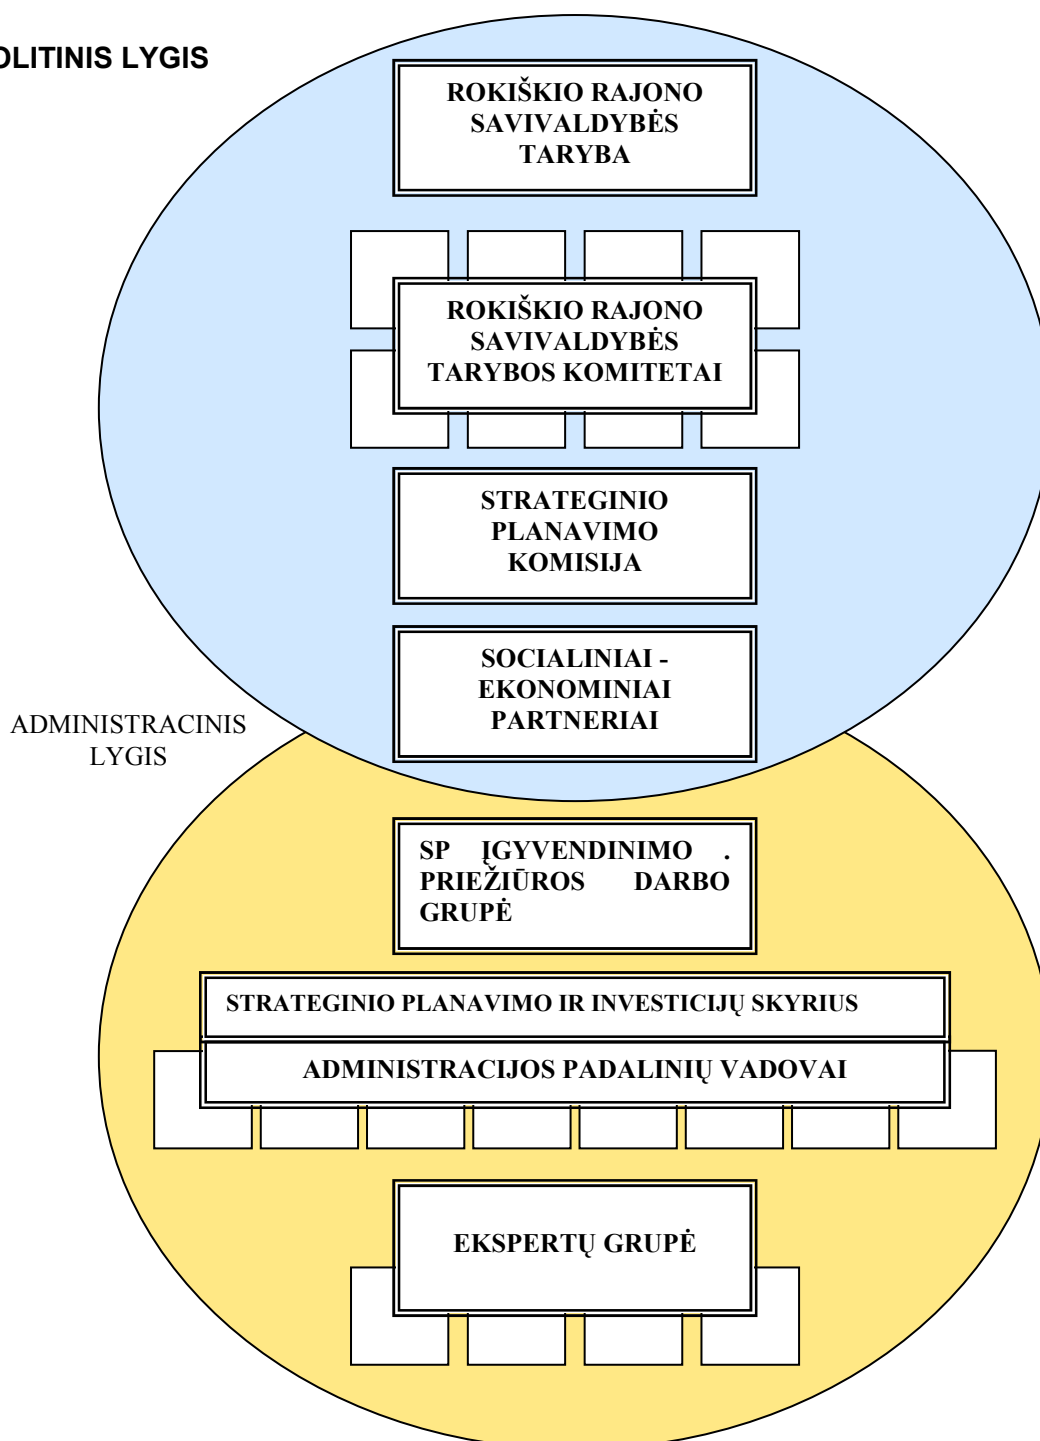 OLITINIS LYGIS
ROKIŠKIO RAJONO
SAVIVALDYBĖS
TARYBA
ROKIŠKIO RAJONO
SAVIVALDYBĖS
TARYBOS KOMITETAI
STRATEGINIO
PLANAVIMO
KOMISIJA
SOCIALINIAI -
EKONOMINIAI
PARTNERIAI
ADMINISTRACINIS
LYGIS
SP ĮGYVENDINIMO .
PRIEŽIŪROS DARBO
GRUPĖ
STRATEGINIO PLANAVIMO IR INVESTICIJŲ SKYRIUS
ADMINISTRACIJOS PADALINIŲ VADOVAI
EKSPERTŲ GRUPĖ